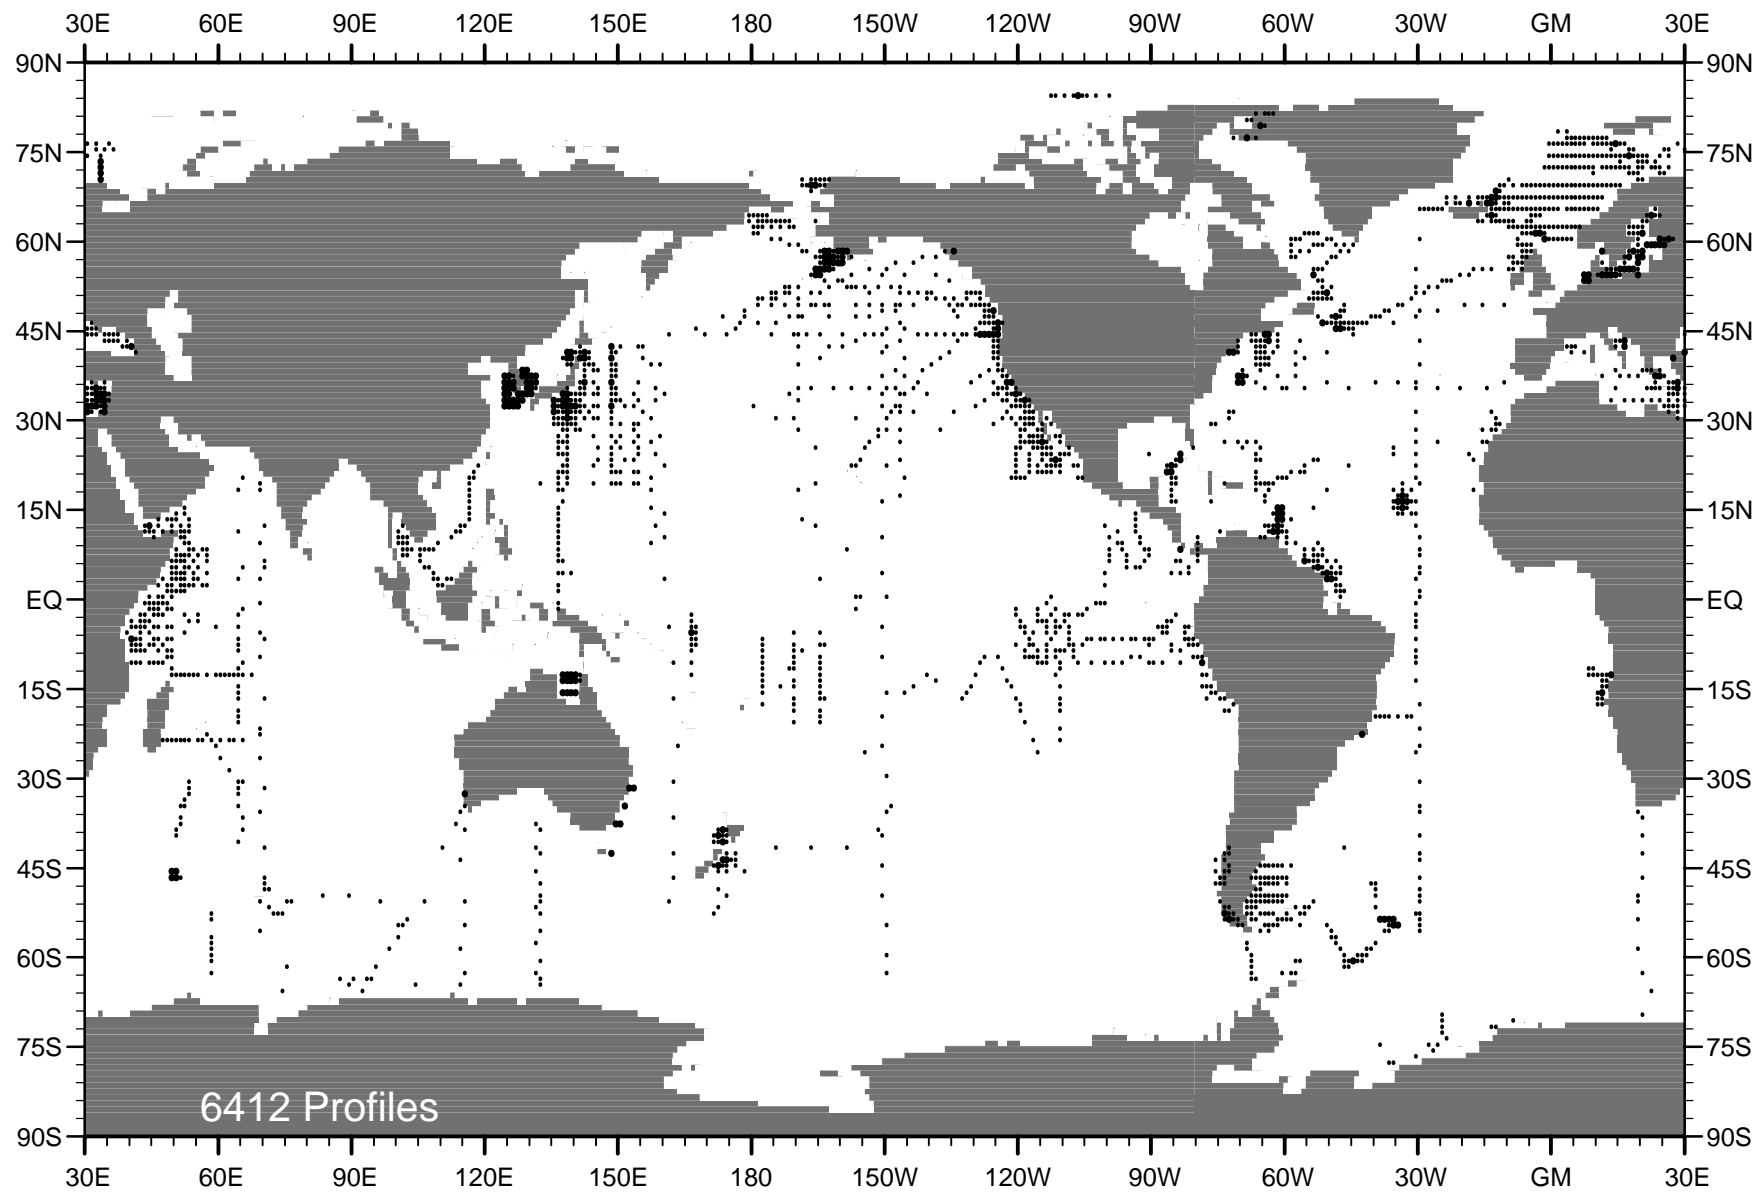 30E 60E 90E 120E 150E 180 150W 120W 90W 60W 30W GM 30E
90N 90N
75N 75N
60N 60N
45N 45N
30N 30N
15N 15N
EQ EQ
15S 15S
30S 30S
45S 45S
60S 60S
75S 75S
6412 Profiles
90S 90S
30E 60E 90E 120E 150E 180 150W 120W 90W 60W 30W GM 30E